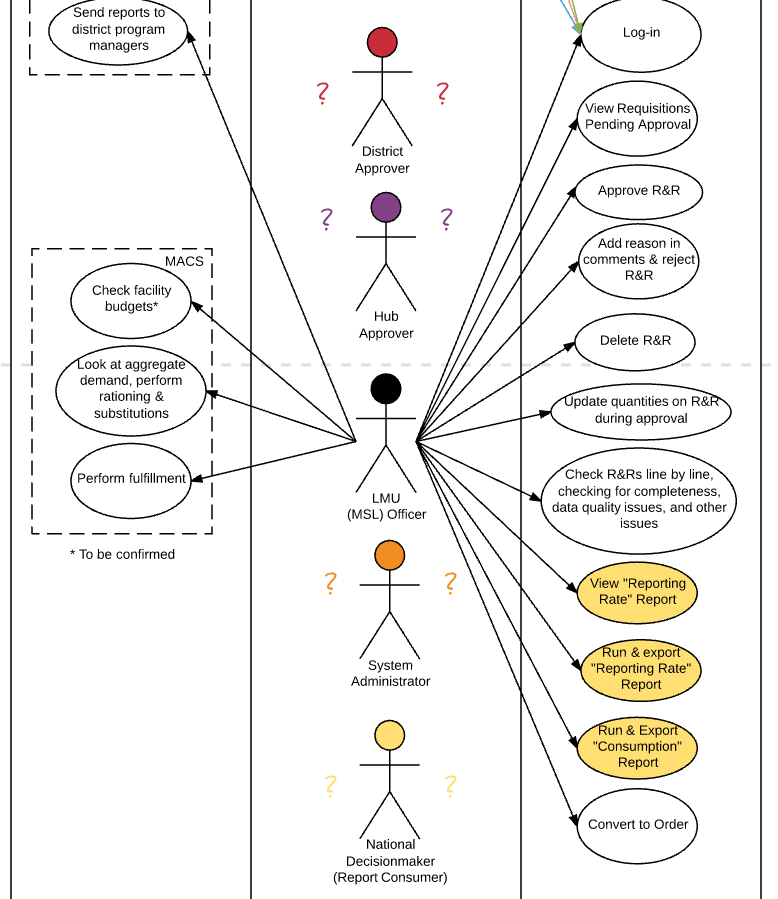 Send reports to
district program
managers
MACS
Check facility
budgets*
Look at aggregate
demand, perform
rationing &
substitutions
Perform fulfillment
* To be confirmed
? ?
District
Approver
? ?
Hub
Approver
LMU
(MSL) Officer
? ?
System
Administrator
? ?
National
Decisionmaker
(Report Consumer)
Log-in
View Requisitions
Pending Approval
Approve R&R
Add reason in
comments & reject
R&R
Delete R&R
Update quantities on R&R
during approval
Check R&Rs line by line,
checking for completeness,
data quality issues, and other
issues
View "Reporting
Rate" Report
Run & export
"Reporting Rate"
Report
Run & Export
"Consumption"
Report
Convert to Order